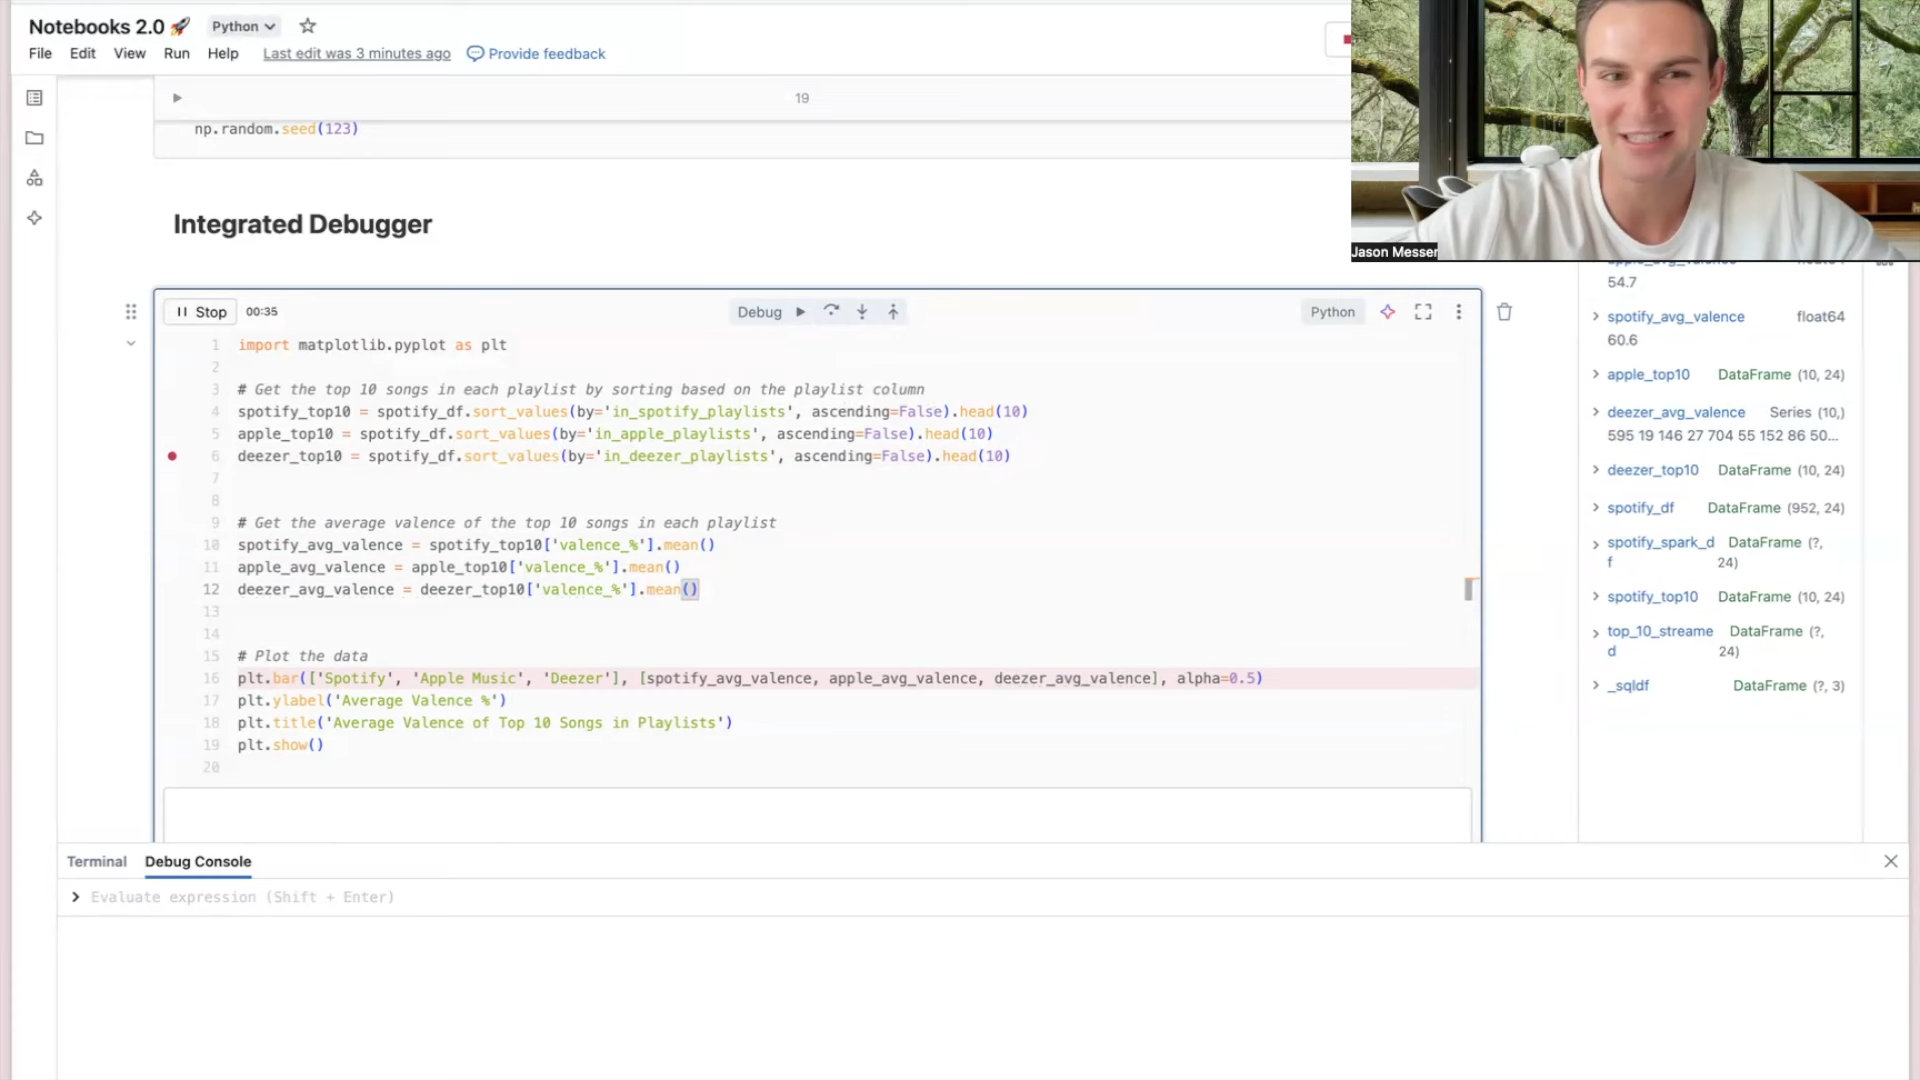 Notebooks 2.0 🚀 Python
File Edit View Run Help Last edit was 3 minutes ago Provide feedback
19
np.random.seed(123)
Jason Messer
Integrated Debugger
54.7
Stop 00:35 Debug Python
1 import matplotlib.pyplot as plt
2
3 # Get the top 10 songs in each playlist by sorting based on the playlist column
4 spotify_top10 = spotify_df.sort_values(by='in_spotify_playlists', ascending=False).head(10)
5 apple_top10 = spotify_df.sort_values(by='in_apple_playlists', ascending=False).head(10)
6 deezer_top10 = spotify_df.sort_values(by='in_deezer_playlists', ascending=False).head(10)
7
8
9 # Get the average valence of the top 10 songs in each playlist
10 spotify_avg_valence = spotify_top10['valence_%'].mean()
11 apple_avg_valence = apple_top10['valence_%'].mean()
12 deezer_avg_valence = deezer_top10['valence_%'].mean()
13
14
15 # Plot the data
16 plt.bar(['Spotify', 'Apple Music', 'Deezer'], [spotify_avg_valence, apple_avg_valence, deezer_avg_valence], alpha=0.5)
17 plt.ylabel('Average Valence %')
18 plt.title('Average Valence of Top 10 Songs in Playlists')
19 plt.show()
20
spotify_avg_valence float64
60.6
apple_top10 DataFrame (10, 24)
deezer_avg_valence Series (10,)
595 19 146 27 704 55 152 86 50...
deezer_top10 DataFrame (10, 24)
spotify_df DataFrame (952, 24)
spotify_spark_d DataFrame (?,
f 24)
spotify_top10 DataFrame (10, 24)
top_10_streame DataFrame (?,
d 24)
_sqldf DataFrame (?, 3)
Terminal Debug Console
Evaluate expression (Shift + Enter)